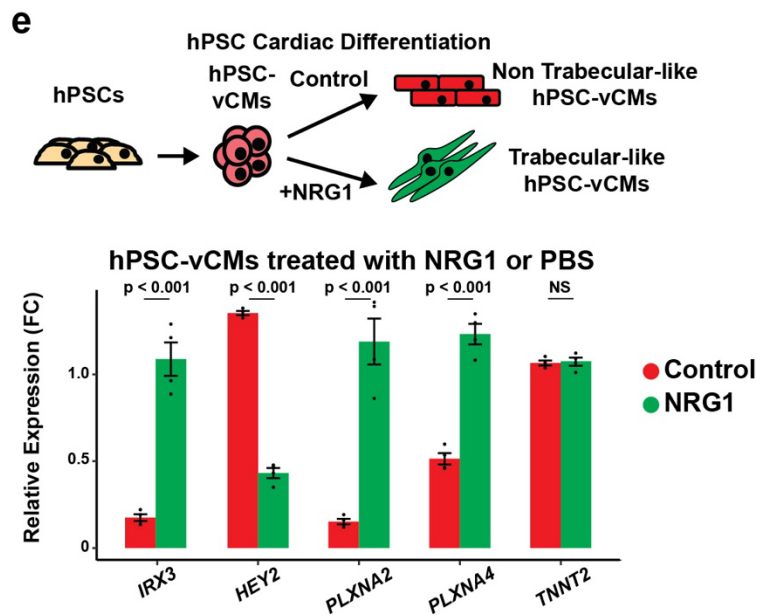 e
hPSC Cardiac Differentiation
hPSCs
hPSC-
vCMs
Control
+NRG1
Non Trabecular-like
hPSC-vCMs
Trabecular-like
hPSC-vCMs
hPSC-vCMs treated with NRG1 or PBS
p < 0.001 p < 0.001 p < 0.001 p < 0.001 NS
Relative Expression (FC)
1.0
0.5
0
Control
NRG1
IRX3 HEY2 PLXNA2 PLXNA4 TNNT2